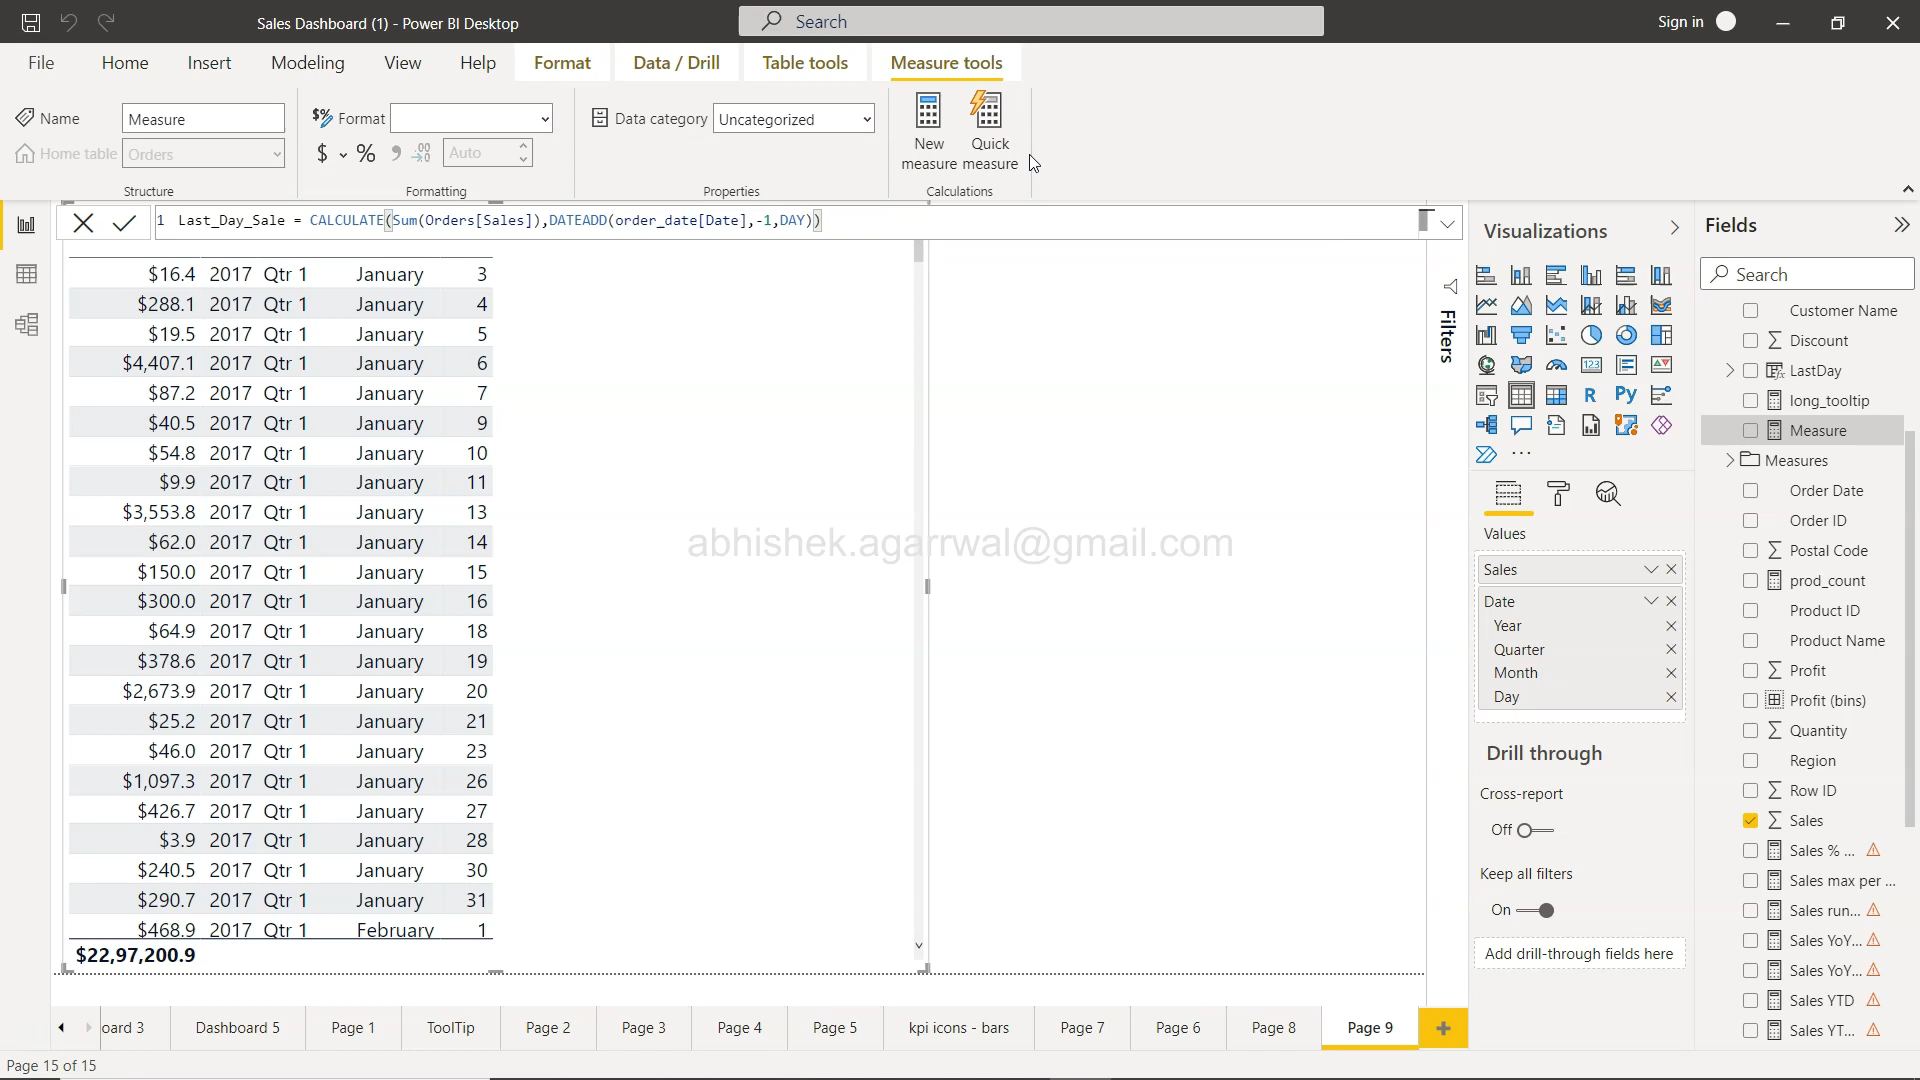 Sales Dashboard (1) - Power BI Desktop
Search
Sign in
File Home Insert Modeling View Help Format Data / Drill Table tools Measure tools
Name Measure
Home table Orders
Structure
$% Format
$ % Auto
Formatting
Data category Uncategorized
Properties
New measure
Quick measure
Calculations
1 Last_Day_Sale = CALCULATE(Sum(Orders[Sales]),DATEADD(order_date[Date],-1,DAY))
$16.4 2017 Qtr 1 January 3
$288.1 2017 Qtr 1 January 4
$19.5 2017 Qtr 1 January 5
$4,407.1 2017 Qtr 1 January 6
$87.2 2017 Qtr 1 January 7
$40.5 2017 Qtr 1 January 9
$54.8 2017 Qtr 1 January 10
$9.9 2017 Qtr 1 January 11
$3,553.8 2017 Qtr 1 January 13
$62.0 2017 Qtr 1 January 14
$150.0 2017 Qtr 1 January 15
$300.0 2017 Qtr 1 January 16
$64.9 2017 Qtr 1 January 18
$378.6 2017 Qtr 1 January 19
$2,673.9 2017 Qtr 1 January 20
$25.2 2017 Qtr 1 January 21
$46.0 2017 Qtr 1 January 23
$1,097.3 2017 Qtr 1 January 26
$426.7 2017 Qtr 1 January 27
$3.9 2017 Qtr 1 January 28
$240.5 2017 Qtr 1 January 30
$290.7 2017 Qtr 1 January 31
$468.9 2017 Qtr 1 February 1
$22,97,200.9
abhishek.agarrwal@gmail.com
Filters
Visualizations
123
R
Py
...
Values
Sales
Date
Year
Quarter
Month
Day
Drill through
Cross-report
Off
Keep all filters
On
Add drill-through fields here
Fields
Search
Customer Name
Discount
LastDay
long_tooltip
Measure
Measures
Order Date
Order ID
Postal Code
prod_count
Product ID
Product Name
Profit
Profit (bins)
Quantity
Region
Row ID
Sales
Sales % ...
Sales max per ...
Sales run...
Sales YoY...
Sales YoY...
Sales YTD
Sales YT...
oard 3 Dashboard 5 Page 1 ToolTip Page 2 Page 3 Page 4 Page 5 kpi icons - bars Page 7 Page 6 Page 8 Page 9
Page 15 of 15